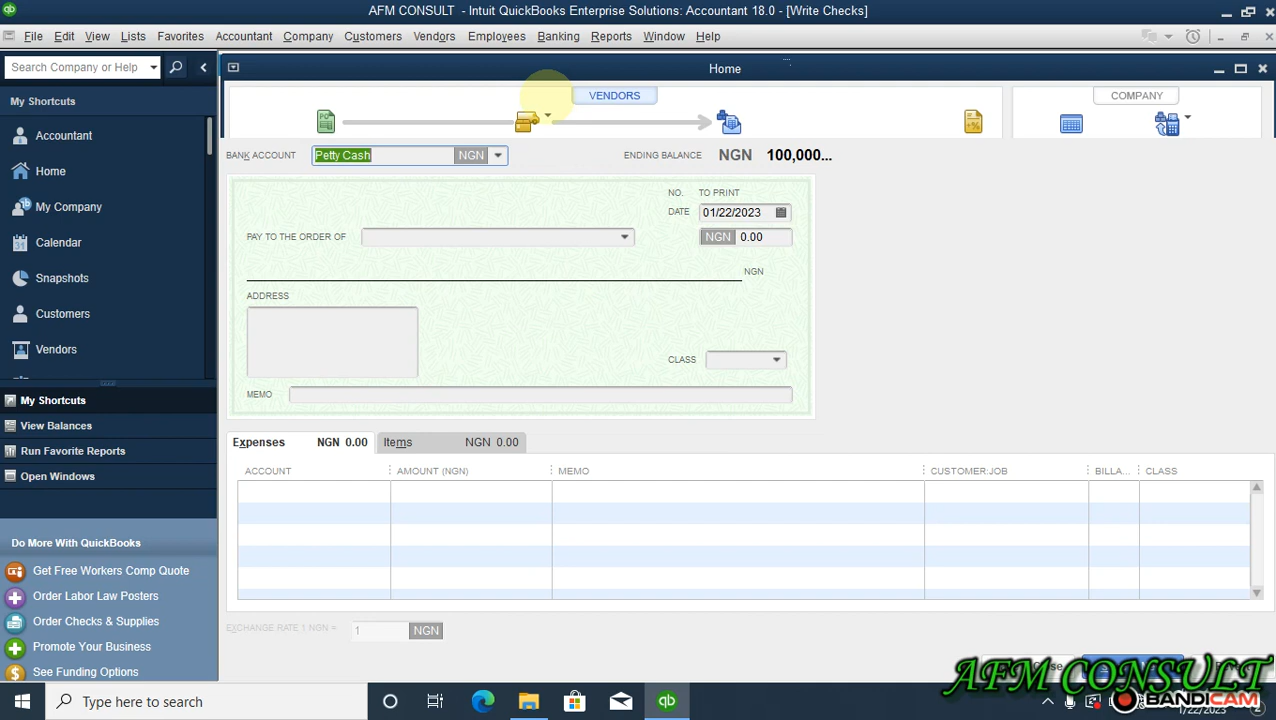 AFM CONSULT - Intuit QuickBooks Enterprise Solutions: Accountant 18.0 - [Write Checks]
File Edit View Lists Favorites Accountant Company Customers Vendors Employees Banking Reports Window Help
Search Company or Help
Home
My Shortcuts
VENDORS
COMPANY
Accountant
Home
My Company
Calendar
Snapshots
Customers
Vendors
BANK ACCOUNT Petty Cash NGN ENDING BALANCE NGN 100,000...
NO. TO PRINT
DATE 01/22/2023
PAY TO THE ORDER OF NGN 0.00
NGN
ADDRESS
CLASS
MEMO
My Shortcuts
View Balances
Run Favorite Reports
Open Windows
Expenses NGN 0.00 Items NGN 0.00
ACCOUNT AMOUNT (NGN) MEMO CUSTOMER:JOB BILLA... CLASS
Do More With QuickBooks
Get Free Workers Comp Quote
Order Labor Law Posters
Order Checks & Supplies
Promote Your Business
See Funding Options
EXCHANGE RATE 1 NGN = 1 NGN
AFM CONSULT
BANDICAM
Type here to search
1/22/2023
2